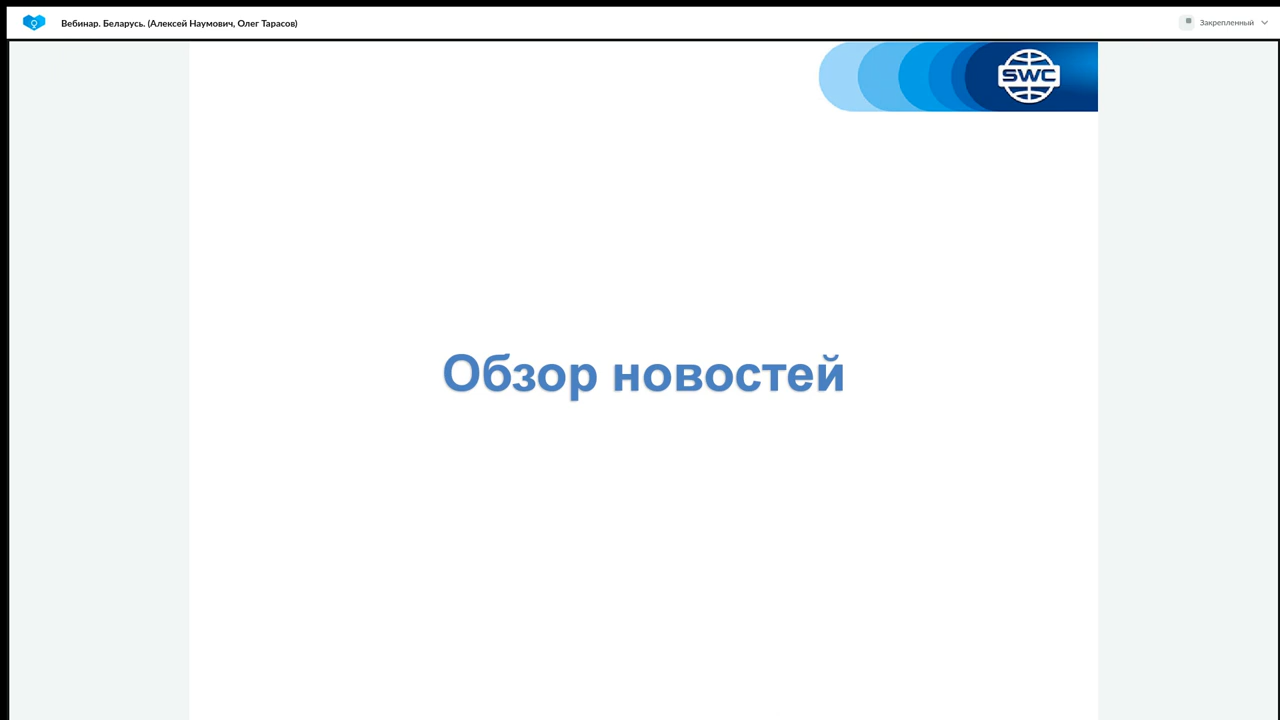 Вебинар. Беларусь. (Алексей Наумович, Олег Тарасов)
Закрепленный
SWC
Обзор новостей